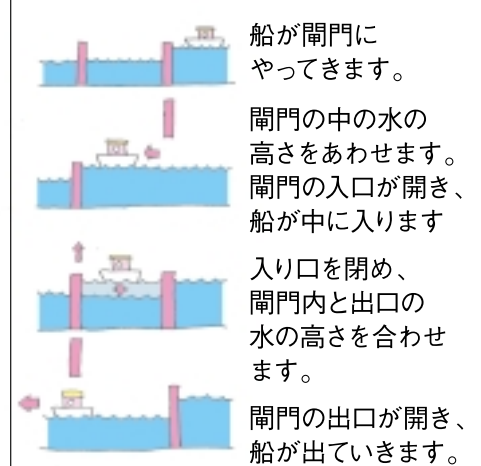 船が閘門に
やってきます。
閘門の中の水の
高さをあわせます。
閘門の入口が開き、
船が中に入ります
入り口を閉め、
閘門内と出口の
水の高さを合わせ
ます。
閘門の出口が開き、
船が出ていきます。